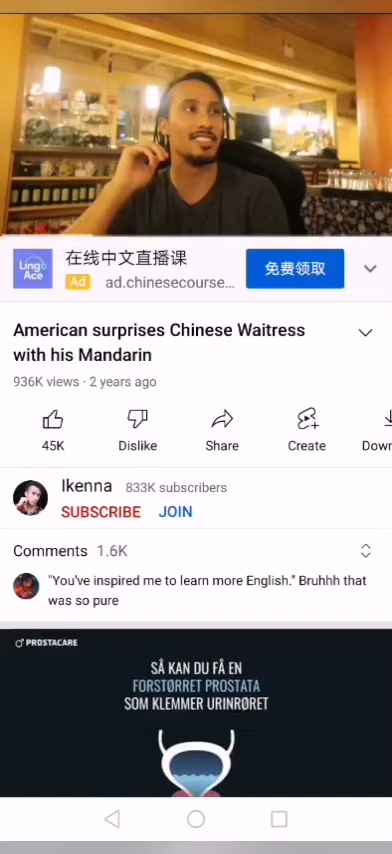 Ling
Ace
在线中文直播课
Ad ad.chinesecourse...
免费领取
American surprises Chinese Waitress
with his Mandarin
936K views · 2 years ago
45K
Dislike
Share
Create
Down
Ikenna 833K subscribers
SUBSCRIBE JOIN
Comments 1.6K
"You've inspired me to learn more English." Bruhhh that
was so pure
PROSTACARE
SÅ KAN DU FÅ EN
FORSTØRRET PROSTATA
SOM KLEMMER URINRØRET